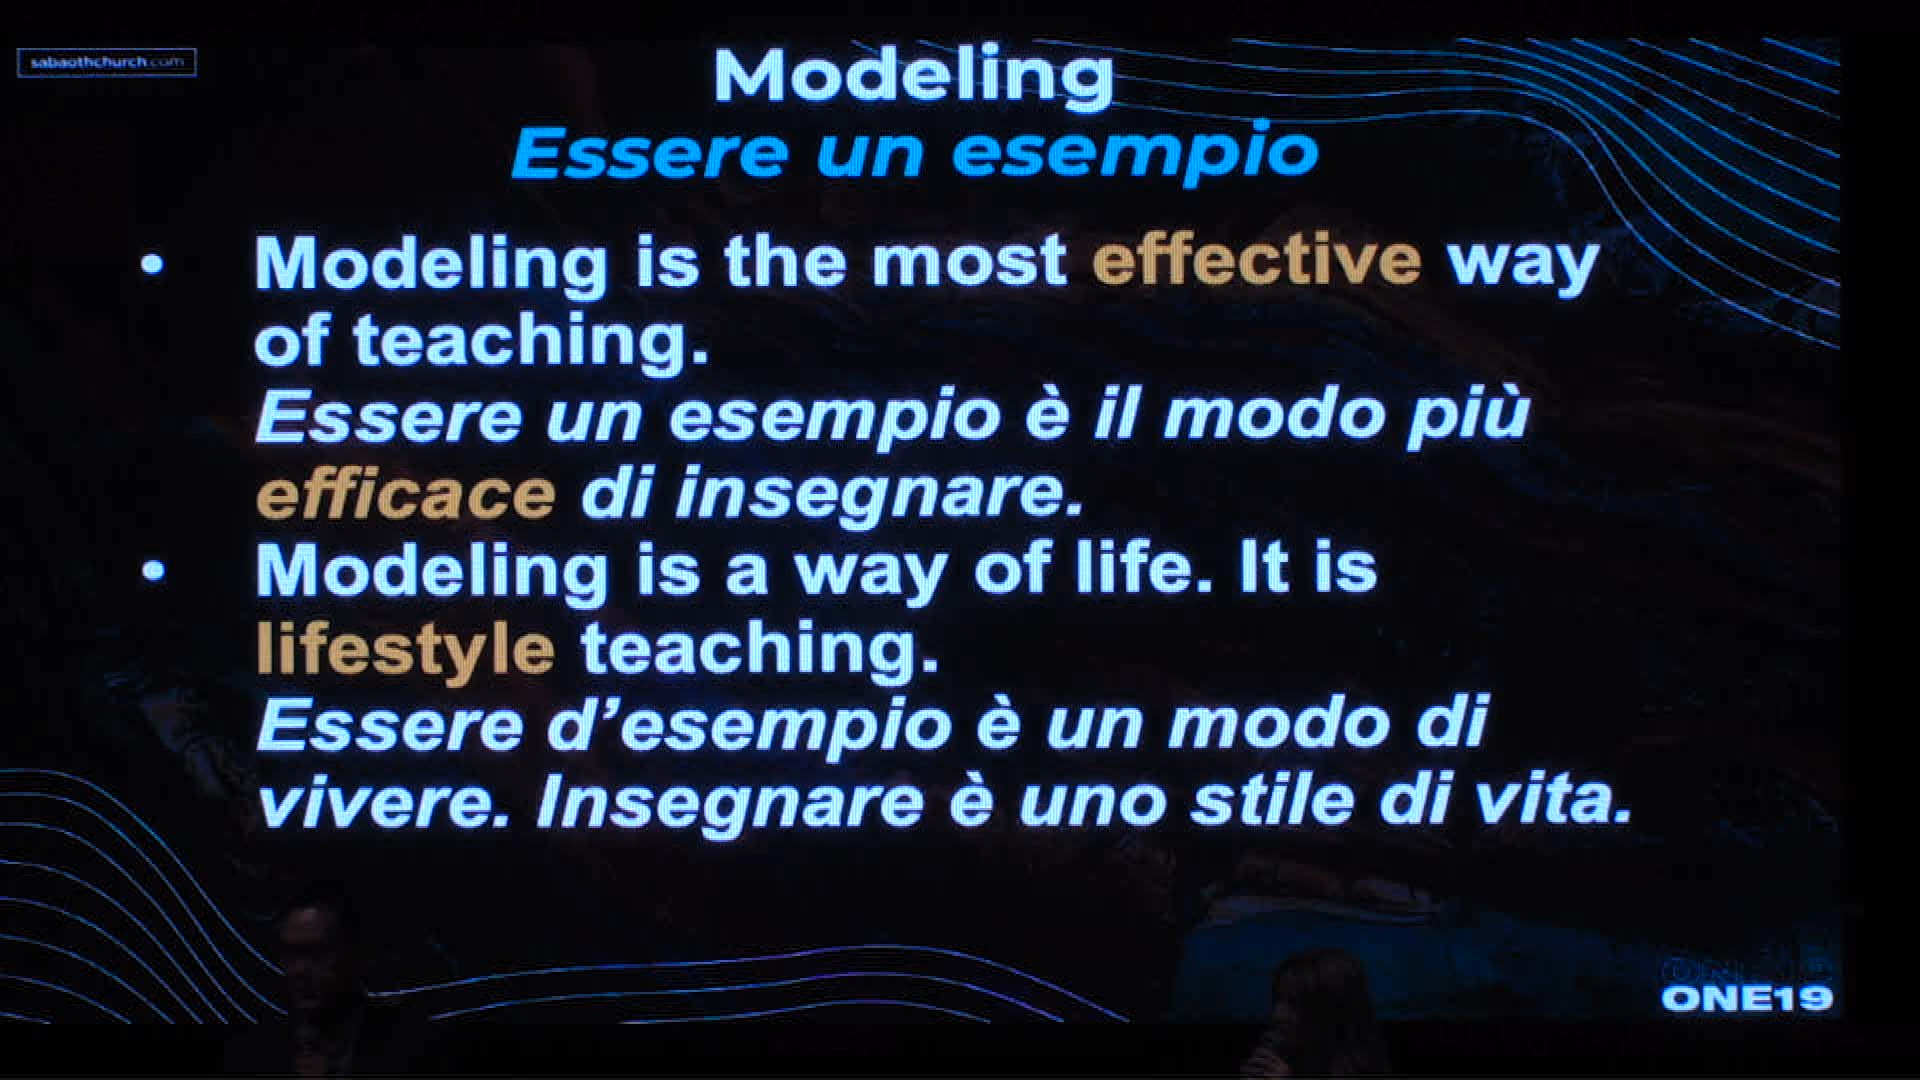 sabaothchurch.com
Modeling
Essere un esempio
• Modeling is the most effective way
of teaching.
Essere un esempio è il modo più
efficace di insegnare.
• Modeling is a way of life. It is
lifestyle teaching.
Essere d’esempio è un modo di
vivere. Insegnare è uno stile di vita.
ONE19
ONE19